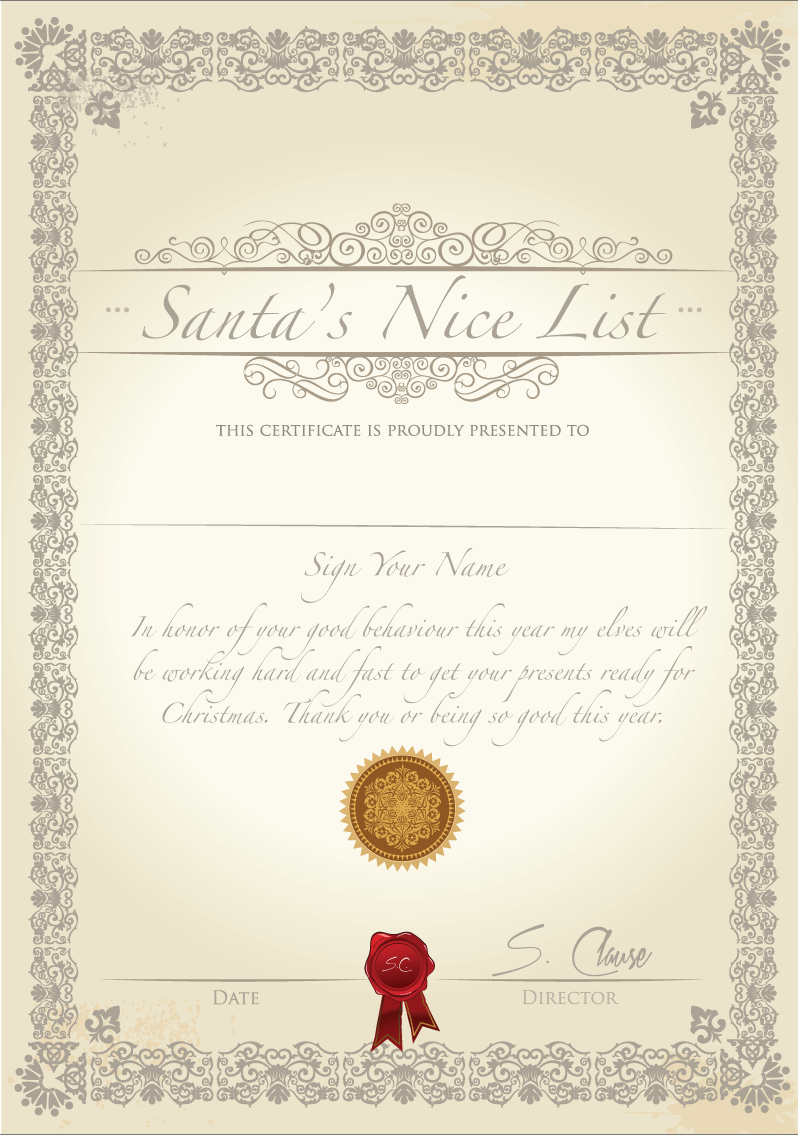 Santa's Nice List
THIS CERTIFICATE IS PROUDLY PRESENTED TO
Sign Your Name
In honor of your good behaviour this year my elves will
be working hard and fast to get your presents ready for
Christmas. Thank you or being so good this year.
S. Clause
S.C
DATE
DIRECTOR